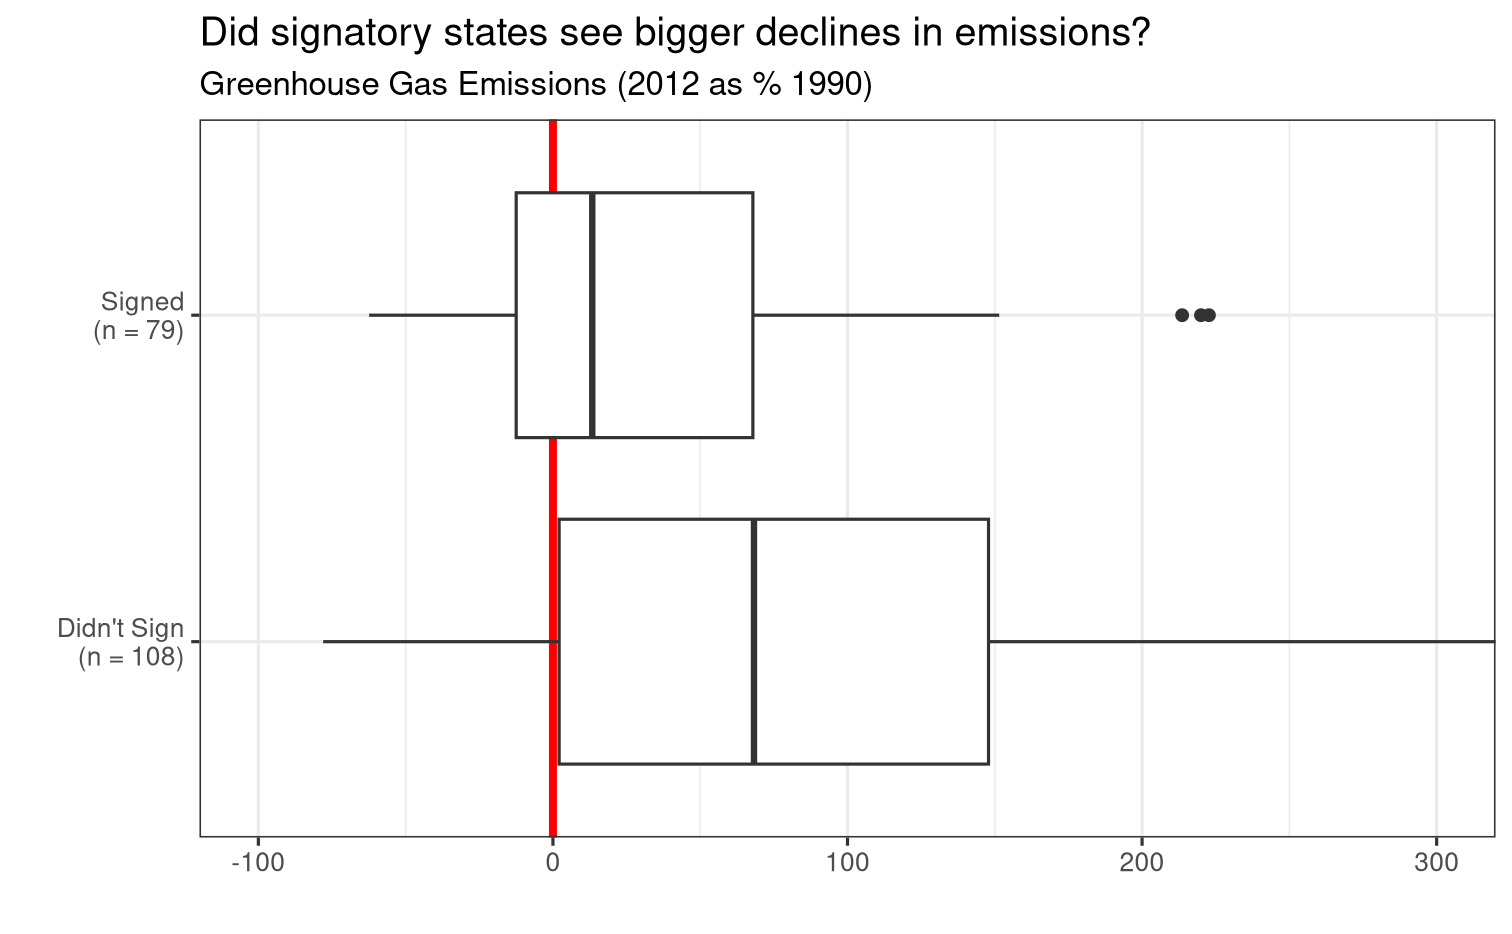 Did signatory states see bigger declines in emissions?
Greenhouse Gas Emissions (2012 as % 1990)
Signed
(n = 79)
Didn't Sign
(n = 108)
-100
0
100
200
300